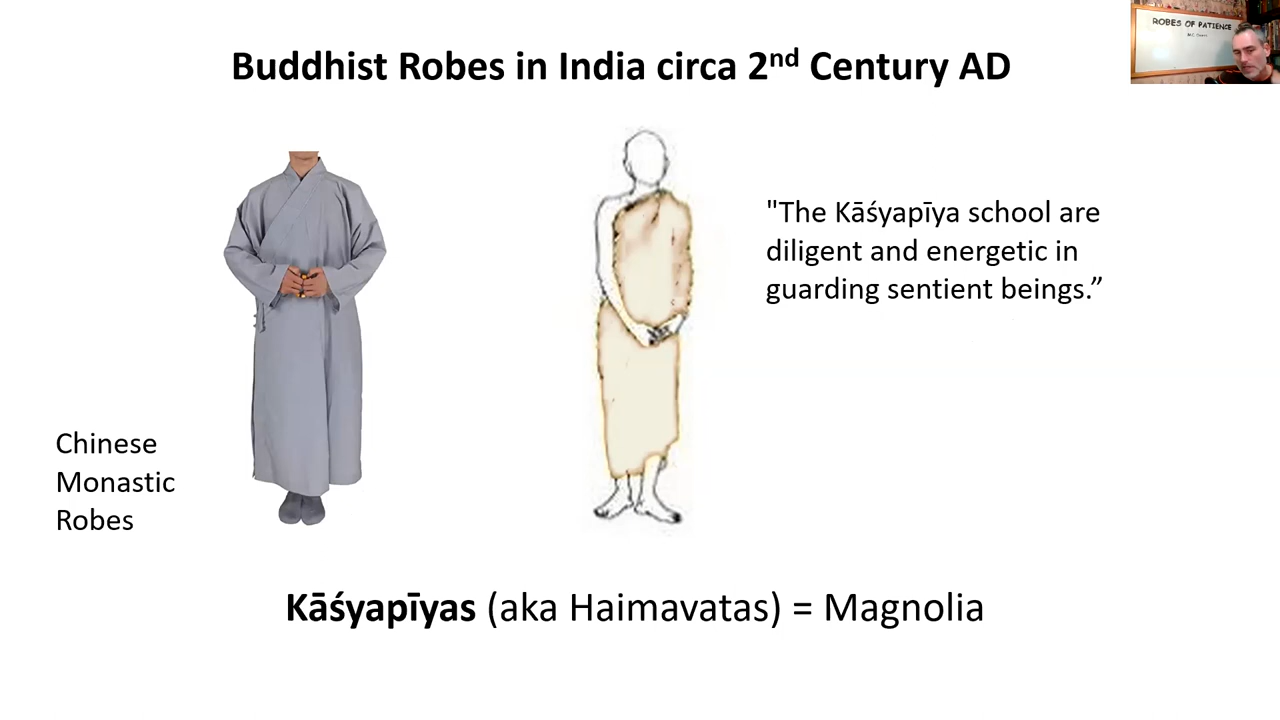 Buddhist Robes in India circa 2nd Century AD
ROBES OF PATIENCE
"The Kāśyapīya school are
diligent and energetic in
guarding sentient beings.”
Chinese
Monastic
Robes
Kāśyapīyas (aka Haimavatas) = Magnolia